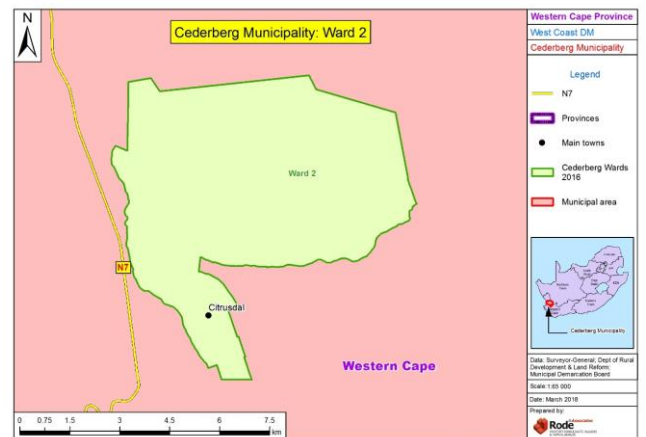 N
Cederberg Municipality: Ward 2
Ward 2
N7
Citrusdal
Western Cape
0 0.75 1.5 3 4.5 6 7.5
km
Western Cape Province
West Coast DM
Cederberg Municipality
Legend
N7
Provinces
Main towns
Cederberg Wards
2016
Municipal area
Cederberg Municipality
Data: Surveyor-General; Dept of Rural
Development & Land Reform;
Municipal Demarcation Board
Scale 1:65 000
Date: March 2018
Prepared by:
Rode